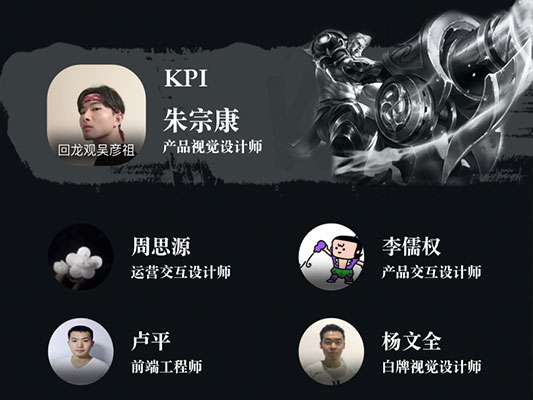 KPI
朱宗康
产品视觉设计师
回龙观吴彦祖
周思源
运营交互设计师
李儒权
产品交互设计师
卢平
前端工程师
杨文全
白牌视觉设计师